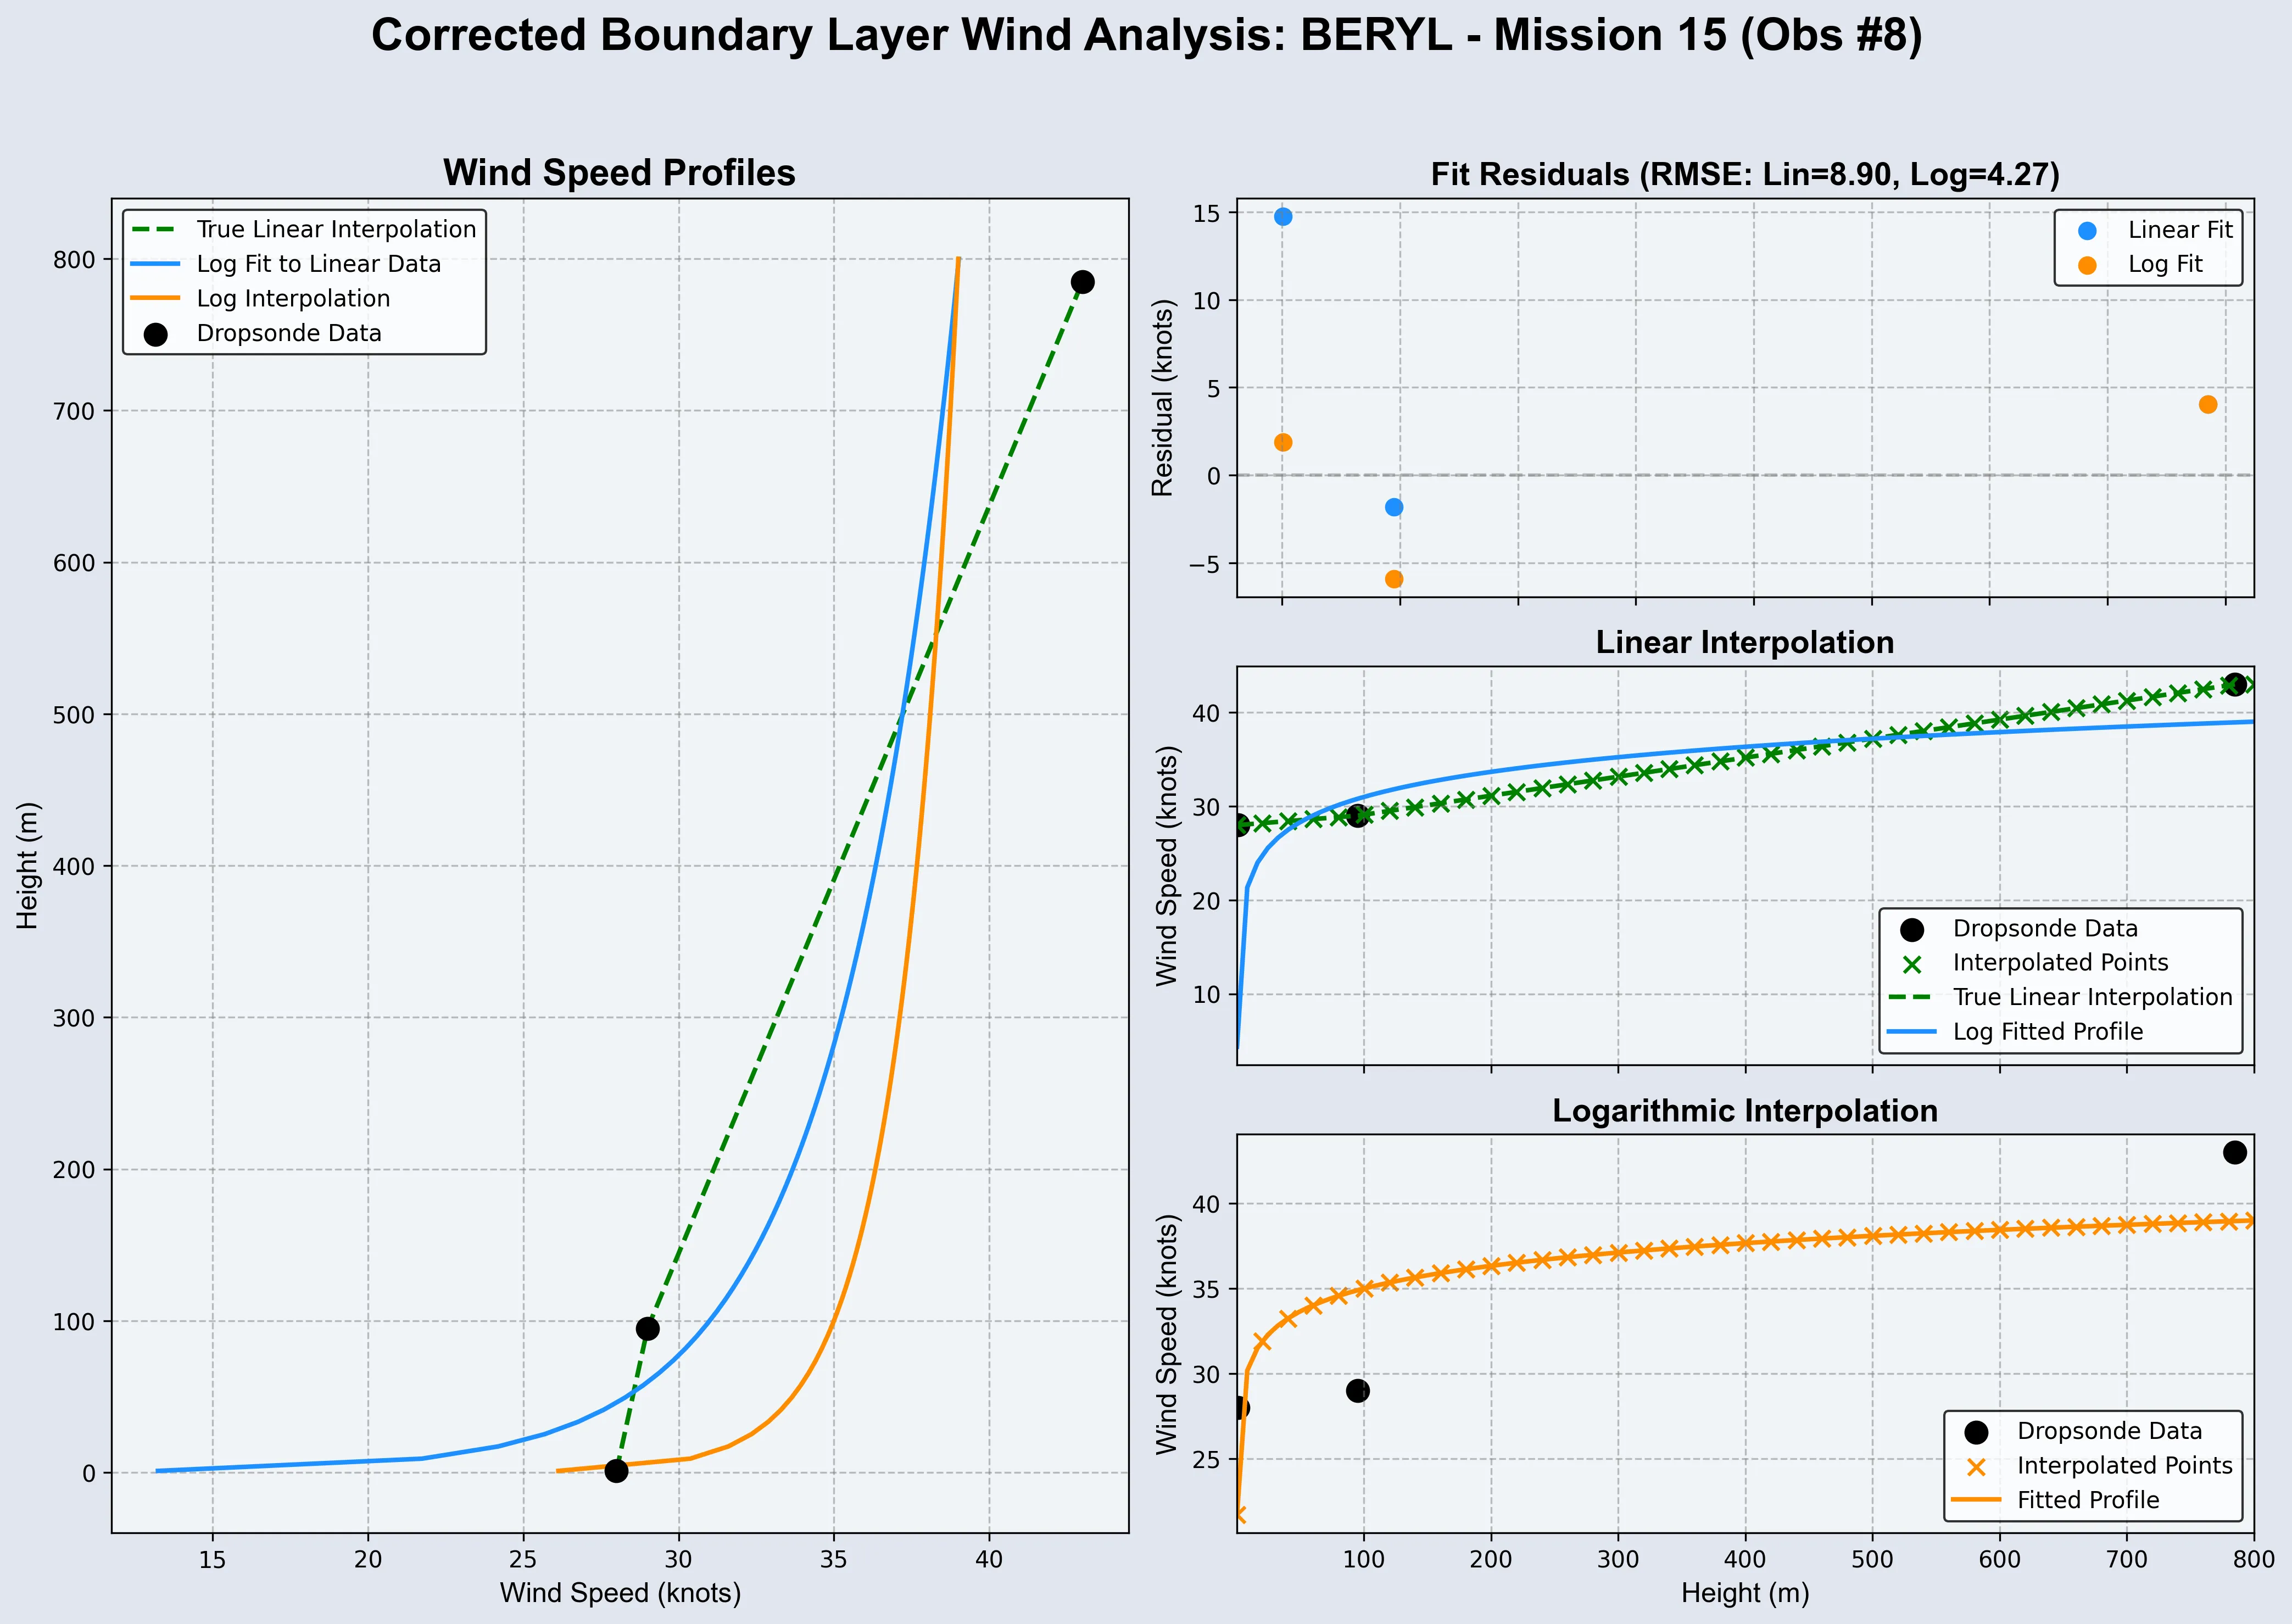 Corrected Boundary Layer Wind Analysis: BERYL - Mission 15 (Obs #8)
Wind Speed Profiles
True Linear Interpolation
Log Fit to Linear Data
Log Interpolation
Dropsonde Data
800
700
600
500
400
300
200
100
0
Height (m)
15 20 25 30 35 40
Wind Speed (knots)
Fit Residuals (RMSE: Lin=8.90, Log=4.27)
Linear Fit
Log Fit
15
10
5
0
−5
Residual (knots)
Linear Interpolation
40
30
20
10
Wind Speed (knots)
Dropsonde Data
Interpolated Points
True Linear Interpolation
Log Fitted Profile
Logarithmic Interpolation
40
35
30
25
Wind Speed (knots)
Dropsonde Data
Interpolated Points
Fitted Profile
100 200 300 400 500 600 700 800
Height (m)